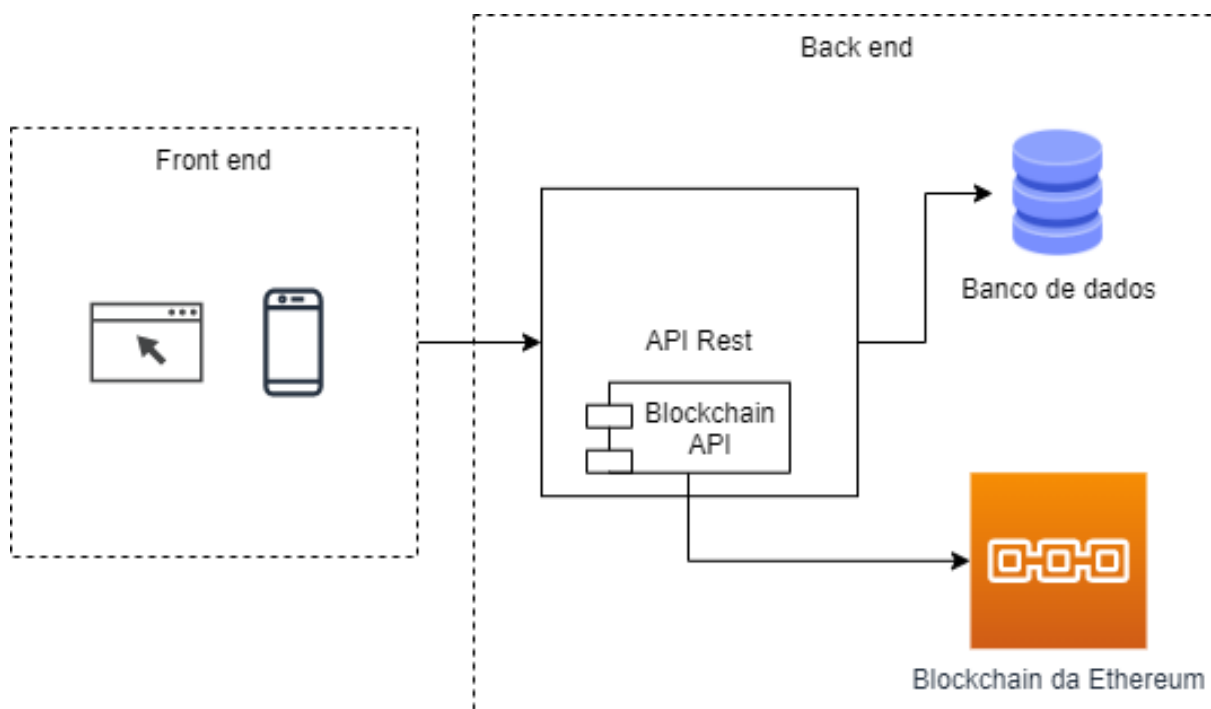 Back end
Front end
Banco de dados
API Rest
Blockchain
API
Blockchain da Ethereum